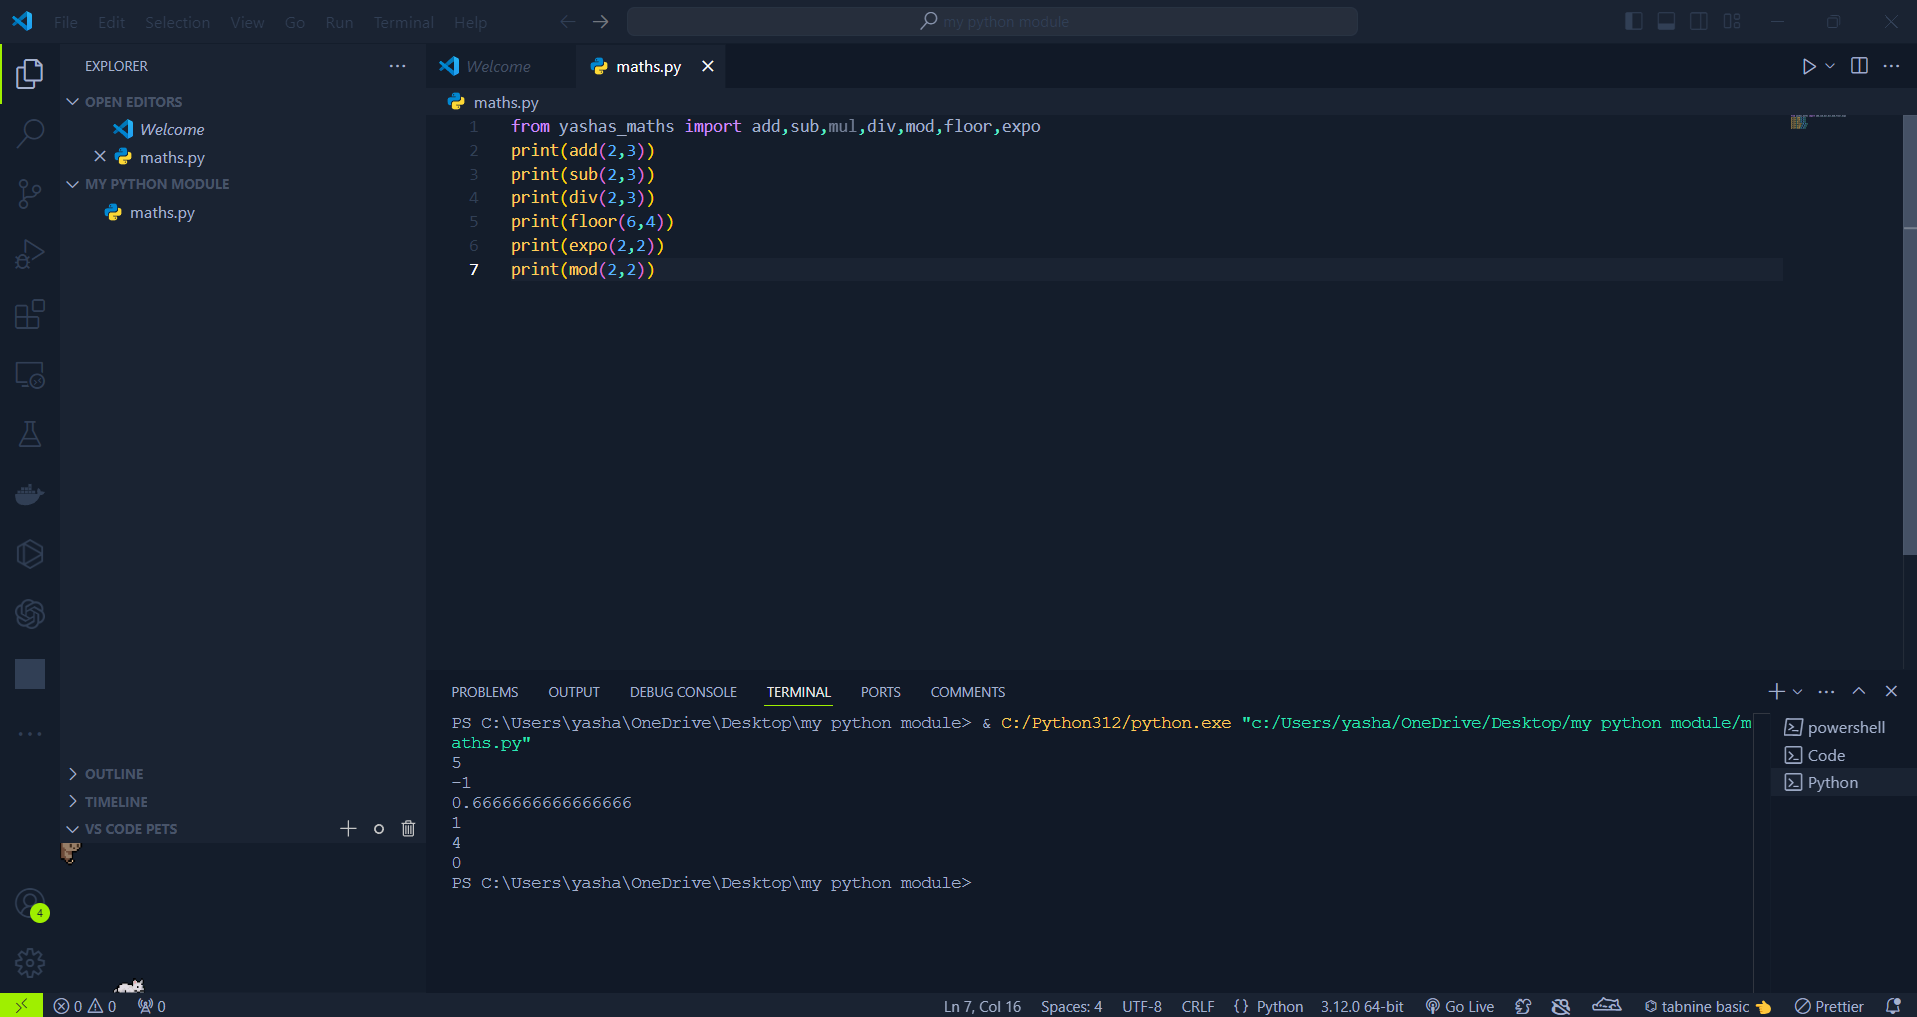 File Edit Selection View Go Run Terminal Help
my python module
EXPLORER
OPEN EDITORS
Welcome
maths.py
MY PYTHON MODULE
maths.py
OUTLINE
TIMELINE
VS CODE PETS
4
Welcome
maths.py
maths.py
1 from yashas_maths import add,sub,mul,div,mod,floor,expo
2 print(add(2,3))
3 print(sub(2,3))
4 print(div(2,3))
5 print(floor(6,4))
6 print(expo(2,2))
7 print(mod(2,2))
PROBLEMS OUTPUT DEBUG CONSOLE TERMINAL PORTS COMMENTS
PS C:\Users\yasha\OneDrive\Desktop\my python module> & C:/Python312/python.exe "c:/Users/yasha/OneDrive/Desktop/my python module/m
aths.py"
5
-1
0.6666666666666666
1
4
0
PS C:\Users\yasha\OneDrive\Desktop\my python module>
powershell
Code
Python
0 0 0 Ln 7, Col 16 Spaces: 4 UTF-8 CRLF {} Python 3.12.0 64-bit Go Live tabnine basic Prettier